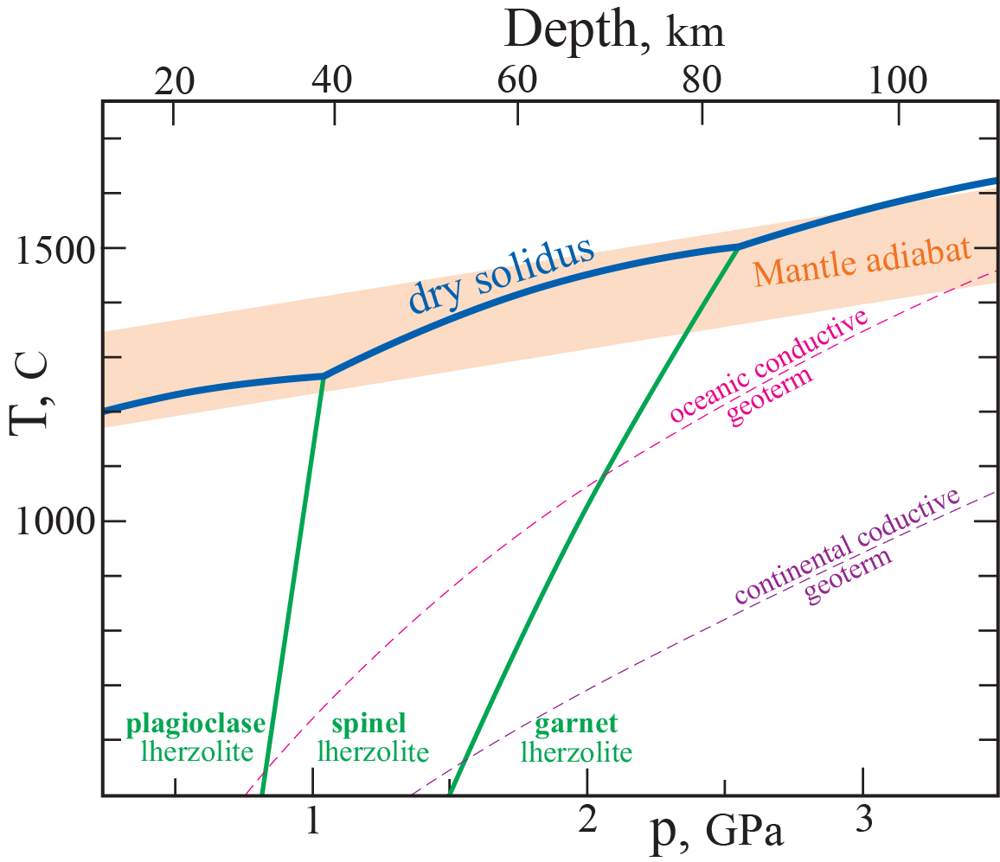 Depth, km
20 40 60 80 100
1500
1000
T, C
dry solidus
Mantle adiabat
oceanic conductive
geoterm
continental coductive
geoterm
plagioclase
lherzolite
spinel
lherzolite
garnet
lherzolite
1 2 3
p, GPa